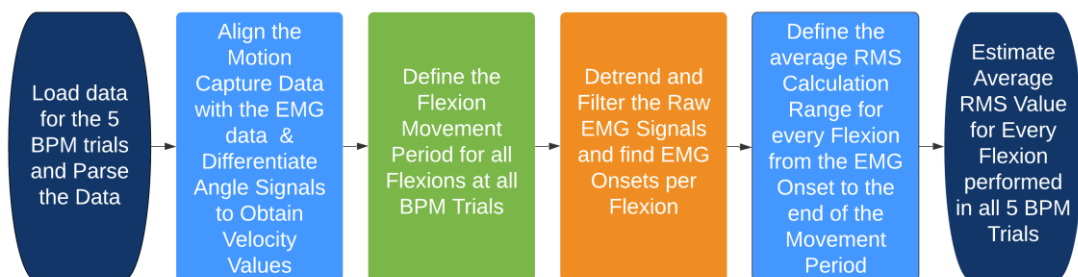 Load data
for the 5
BPM trials
and Parse
the Data
Align the
Motion
Capture Data
with the EMG
data &
Differentiate
Angle Signals
to Obtain
Velocity
Values
Define the
Flexion
Movement
Period for all
Flexions at all
BPM Trials
Detrend and
Filter the Raw
EMG Signals
and find EMG
Onsets per
Flexion
Define the
average RMS
Calculation
Range for
every Flexion
from the EMG
Onset to the
end of the
Movement
Period
Estimate
Average
RMS Value
for Every
Flexion
performed
in all 5 BPM
Trials